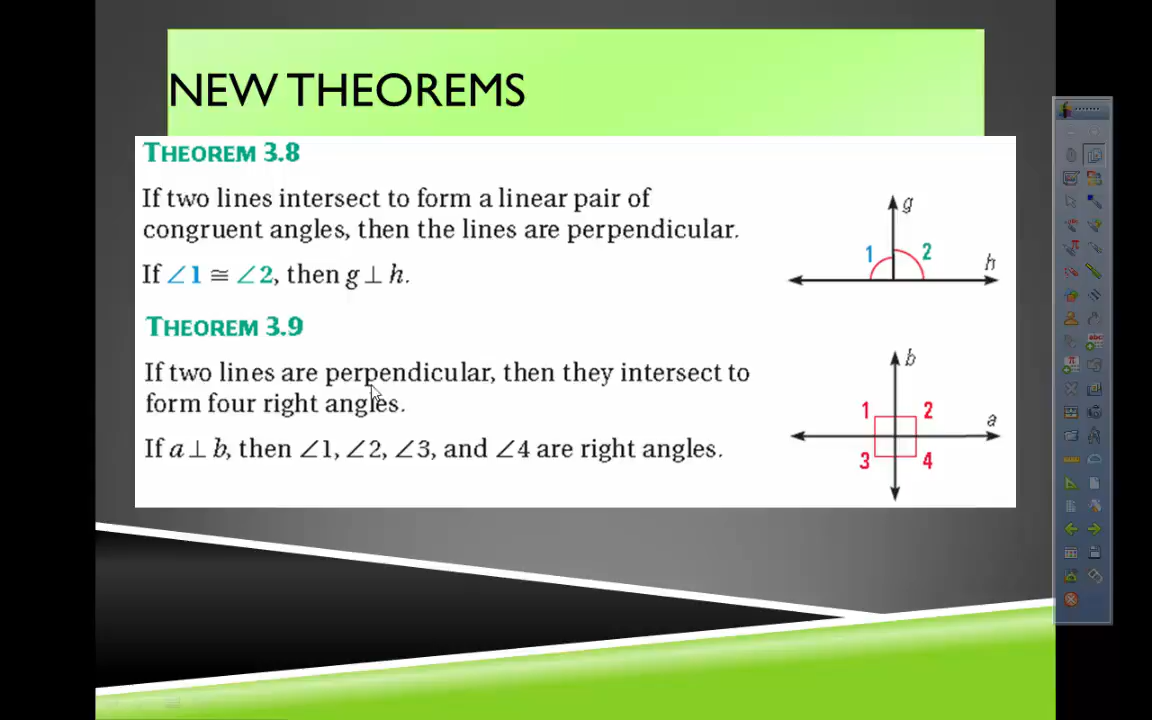 NEW THEOREMS
THEOREM 3.8
If two lines intersect to form a linear pair of
congruent angles, then the lines are perpendicular.
If ∠1 ≅ ∠2, then g ⊥ h.
g
1
2
h
THEOREM 3.9
If two lines are perpendicular, then they intersect to
form four right angles.
If a ⊥ b, then ∠1, ∠2, ∠3, and ∠4 are right angles.
b
1
2
a
3
4